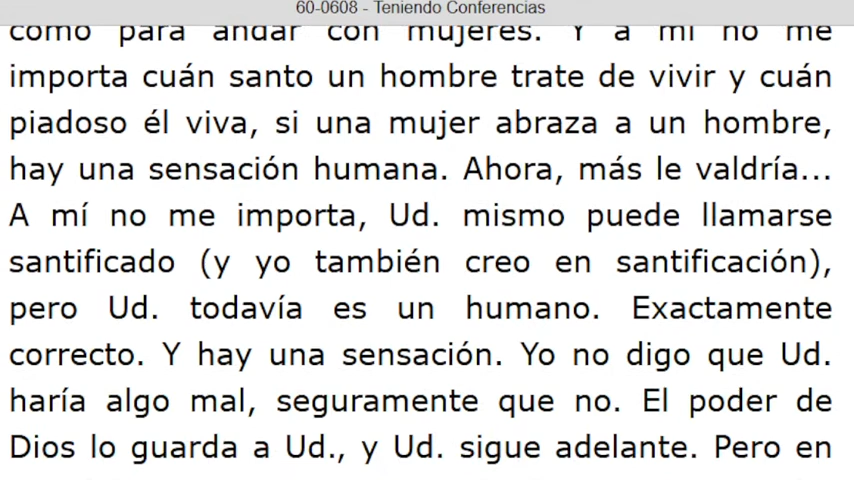 60-0608 - Teniendo Conferencias
como para andar con mujeres. Y a mí no me
importa cuán santo un hombre trate de vivir y cuán
piadoso él viva, si una mujer abraza a un hombre,
hay una sensación humana. Ahora, más le valdría...
A mí no me importa, Ud. mismo puede llamarse
santificado (y yo también creo en santificación),
pero Ud. todavía es un humano. Exactamente
correcto. Y hay una sensación. Yo no digo que Ud.
haría algo mal, seguramente que no. El poder de
Dios lo guarda a Ud., y Ud. sigue adelante. Pero en